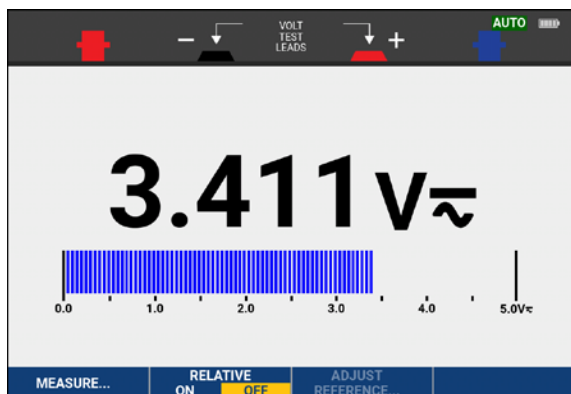 VOLT
TEST
LEADS
AUTO
− +
3.411 V⏦
0.0 1.0 2.0 3.0 4.0 5.0V⏦
MEASURE...
RELATIVE
ON OFF
ADJUST
REFERENCE...